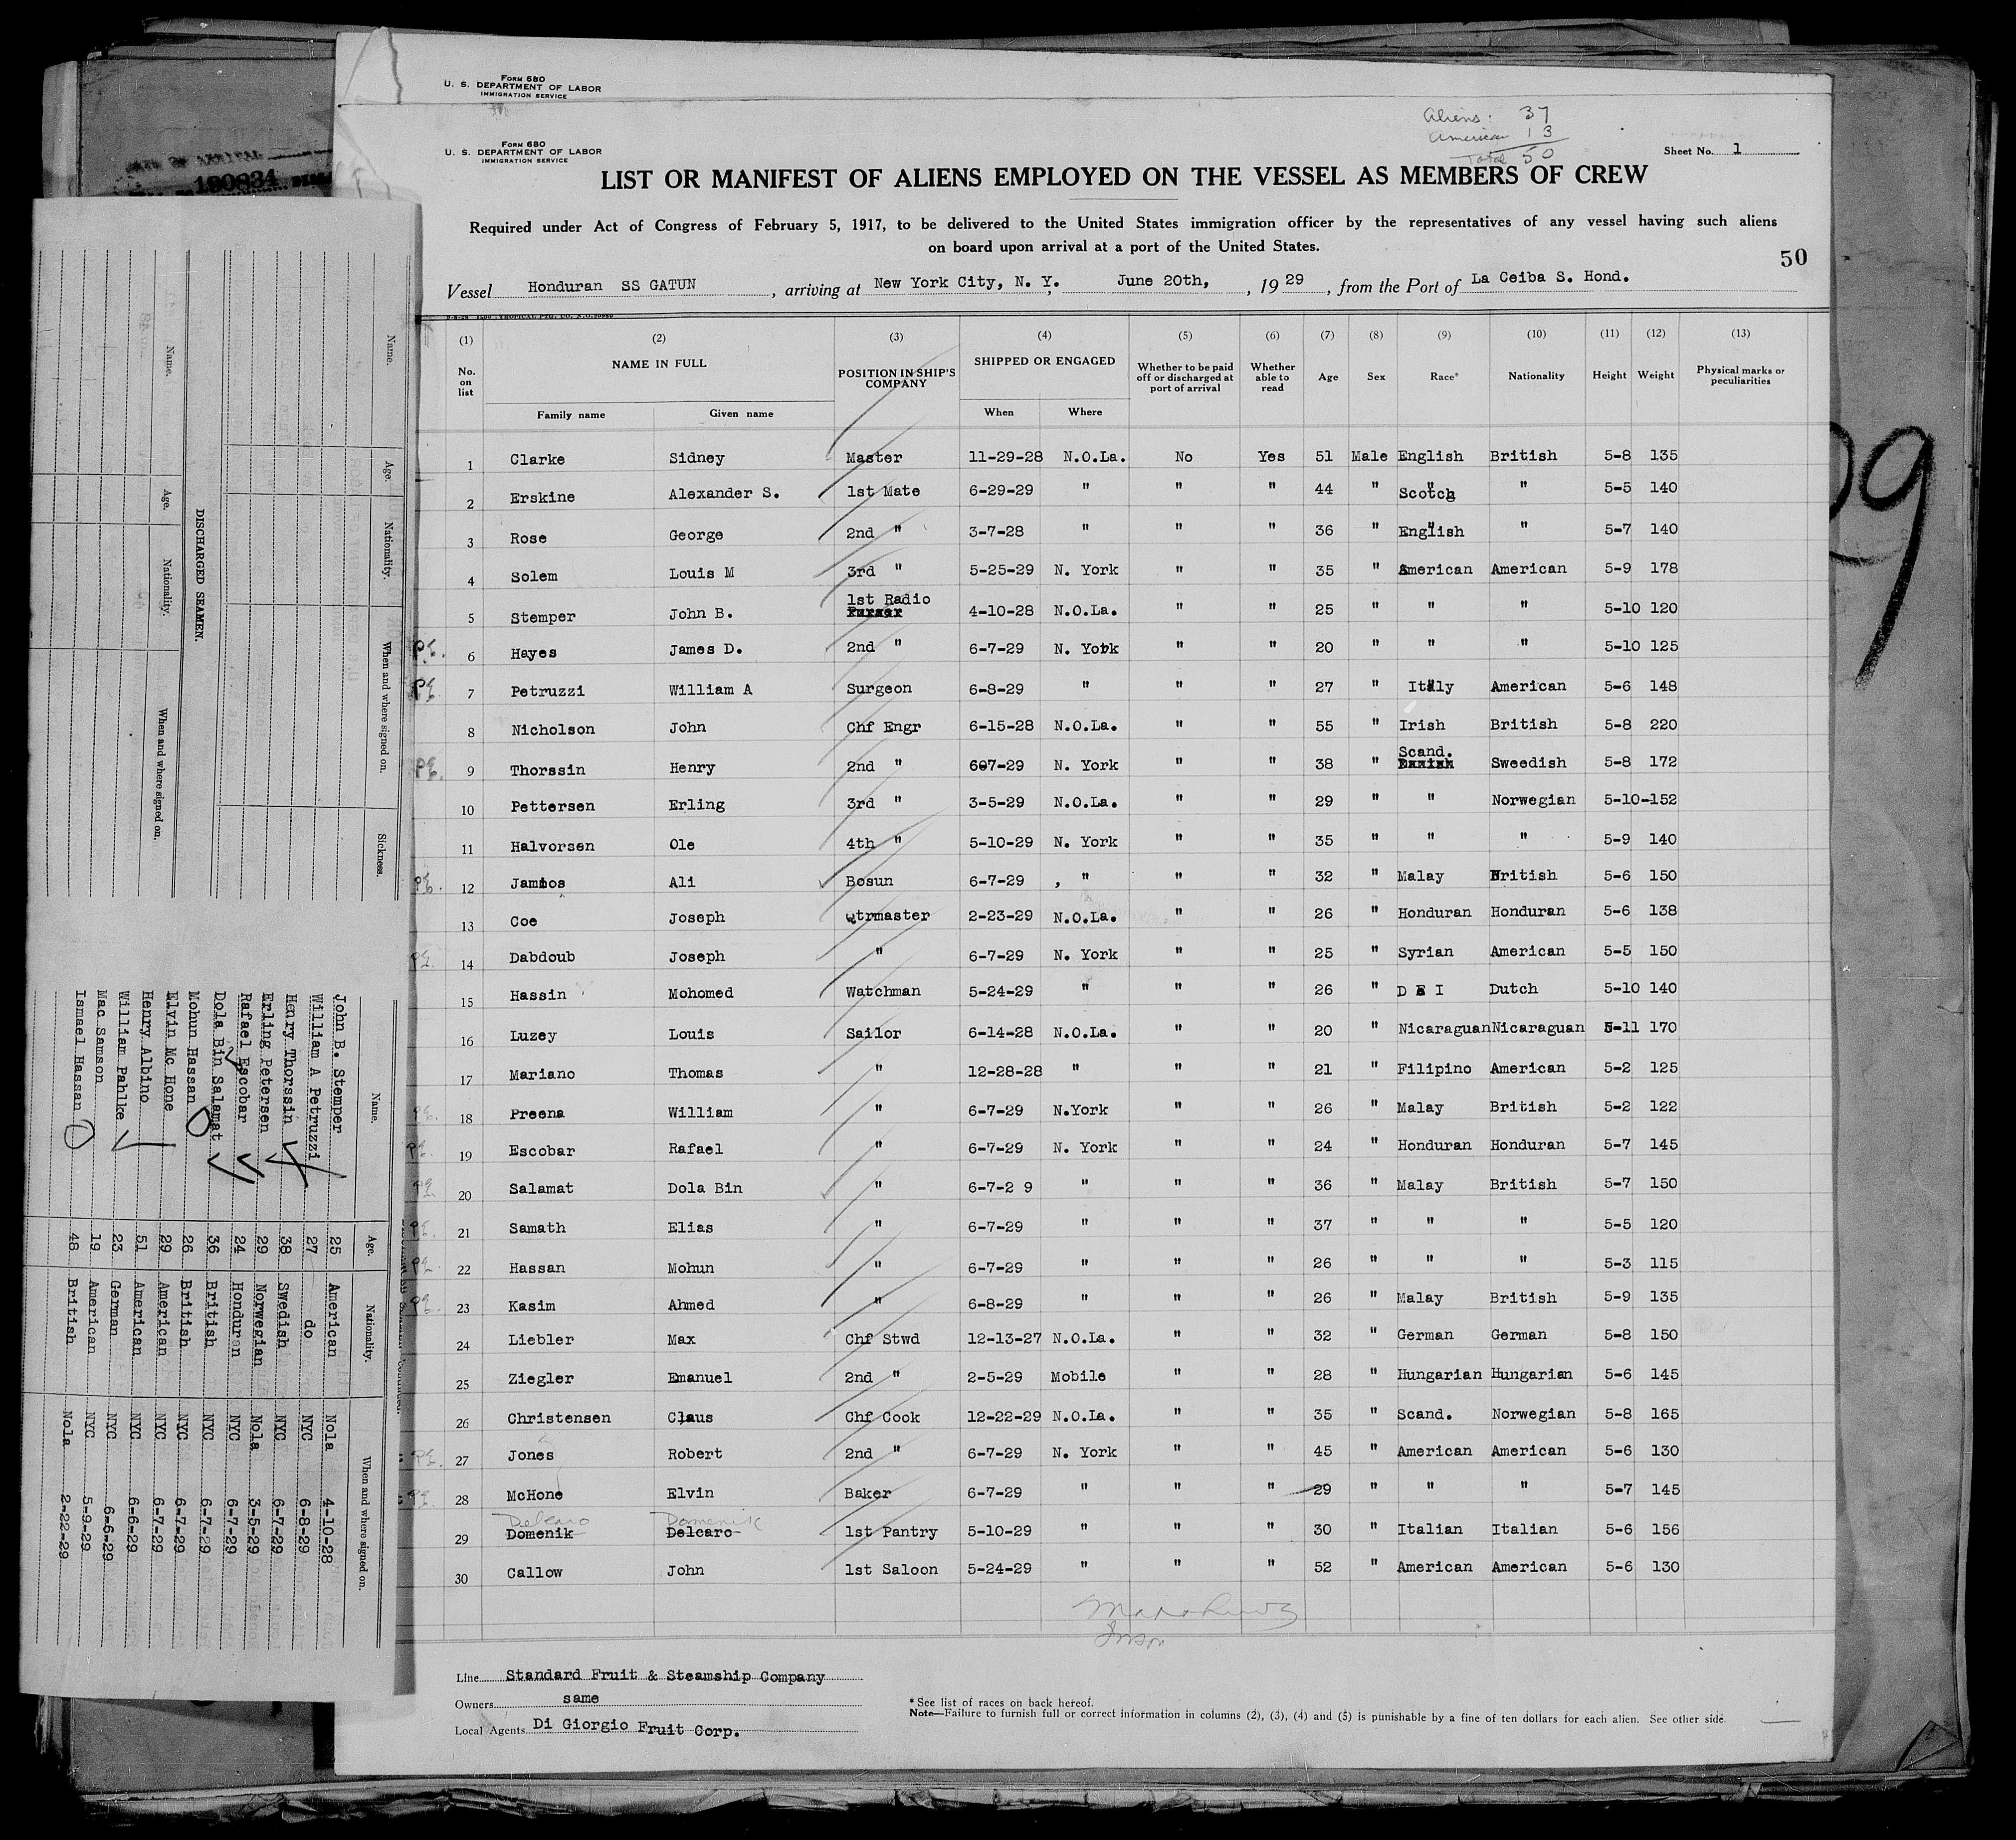 FORM 680
U. S. DEPARTMENT OF LABOR
IMMIGRATION SERVICE
190834
Aliens: 37
American 13
Total 50
FORM 680
U. S. DEPARTMENT OF LABOR
IMMIGRATION SERVICE
Sheet No. 1
LIST OR MANIFEST OF ALIENS EMPLOYED ON THE VESSEL AS MEMBERS OF CREW
Required under Act of Congress of February 5, 1917, to be delivered to the United States immigration officer by the representatives of any vessel having such aliens
on board upon arrival at a port of the United States.
50
Vessel Honduran SS GATUN, arriving at New York City, N. Y. June 20th, , 1929, from the Port of La Ceiba S. Hond.
(1) (2) (3) (4) (5) (6) (7) (8) (9) (10) (11) (12) (13)
No. on list NAME IN FULL POSITION IN SHIP'S COMPANY SHIPPED OR ENGAGED Whether to be paid off or discharged at port of arrival Whether able to read Age Sex Race* Nationality Height Weight Physical marks or peculiarities
Family name Given name When Where
1 Clarke Sidney Master 11-29-28 N.O.La. No Yes 51 Male English British 5-8 135
2 Erskine Alexander S. 1st Mate 6-29-29 " " " 44 " Scotch " 5-5 140
3 Rose George 2nd " 3-7-28 " " " 36 " English " 5-7 140
4 Solem Louis M 3rd " 5-25-29 N. York " " 35 " American American 5-9 178
5 Stemper John B. 1st Radio 4-10-28 N.O.La. " " 25 " " " 5-10 120
6 Hayes James D. 2nd " 6-7-29 N. York " " 20 " " " 5-10 125
7 Petruzzi William A Surgeon 6-8-29 " " " 27 " Italy American 5-6 148
8 Nicholson John Chf Engr 6-15-28 N.O.La. " " 55 " Irish British 5-8 220
9 Thorssin Henry 2nd " 607-29 N. York " " 38 " Scand. Danish Sweedish 5-8 172
10 Pettersen Erling 3rd " 3-5-29 N.O.La. " " 29 " " Norwegian 5-10-152
11 Halvorsen Ole 4th " 5-10-29 N. York " " 35 " " " 5-9 140
12 Jammos Ali Bosun 6-7-29 , " " " 32 " Malay British 5-6 150
13 Coe Joseph Qtrmaster 2-23-29 N.O.La. " " 26 " Honduran Honduran 5-6 138
14 Dabdoub Joseph " 6-7-29 N. York " " 25 " Syrian American 5-5 150
15 Hassin Mohomed Watchman 5-24-29 " " " 26 " D E I Dutch 5-10 140
16 Luzey Louis Sailor 6-14-28 N.O.La. " " 20 " Nicaraguan Nicaraguan 5-11 170
17 Mariano Thomas " 12-28-28 " " " 21 " Filipino American 5-2 125
18 Preena William " 6-7-29 N.York " " 26 " Malay British 5-2 122
19 Escobar Rafael " 6-7-29 N. York " " 24 " Honduran Honduran 5-7 145
20 Salamat Dola Bin " 6-7-2 9 " " " 36 " Malay British 5-7 150
21 Samath Elias " 6-7-29 " " " 37 " " " 5-5 120
22 Hassan Mohun " 6-7-29 " " " 26 " " " 5-3 115
23 Kasim Ahmed " 6-8-29 " " " 26 " Malay British 5-9 135
24 Liebler Max Chf Stwd 12-13-27 N.O.La. " " 32 " German German 5-8 150
25 Ziegler Emanuel 2nd " 2-5-29 Mobile " " 28 " Hungarian Hungarian 5-6 145
26 Christensen Claus Chf Cook 12-22-29 N.O.La. " " 35 " Scand. Norwegian 5-8 165
27 Jones Robert 2nd " 6-7-29 N. York " " 45 " American American 5-6 130
28 McHone Elvin Baker 6-7-29 " " " 29 " " " 5-7 145
Delcaro Domenik
29 Domenik Delcaro 1st Pantry 5-10-29 " " " 30 " Italian Italian 5-6 156
30 Callow John 1st Saloon 5-24-29 " " " 52 " American American 5-6 130
Line Standard Fruit & Steamship Company
Owners same
Local Agents Di Giorgio Fruit Corp.
* See list of races on back hereof.
Note—Failure to furnish full or correct information in columns (2), (3), (4) and (5) is punishable by a fine of ten dollars for each alien. See other side.
Name. Age. Nationality. When and where signed on. Sickness.
DISCHARGED SEAMEN.
Name. Age. Nationality. When and where signed on.
Name. Age. Nationality. When and where signed on.
John B. Stemper 25 American Nola 4-10-28
William A Petruzzi 27 do NYC 6-8-29
Henry Thorssin 38 Swedish NYC 6-7-29
Erling Petersen 29 Norwegian Nola 3-5-29
Rafael Escobar 24 Honduran NYC 6-7-29
Dola Bin Salamat 36 British NYC 6-7-29
Mohun Hassan 26 British NYC 6-7-29
Elvin Mc Hone 29 American NYC 6-7-29
Henry Albino 51 American NYC 6-6-29
William Pahlke 23 German NYC 6-6-29
Mac Samson 19 American NYC 5-9-29
Ismael Hassan 48 British Nola 2-22-29